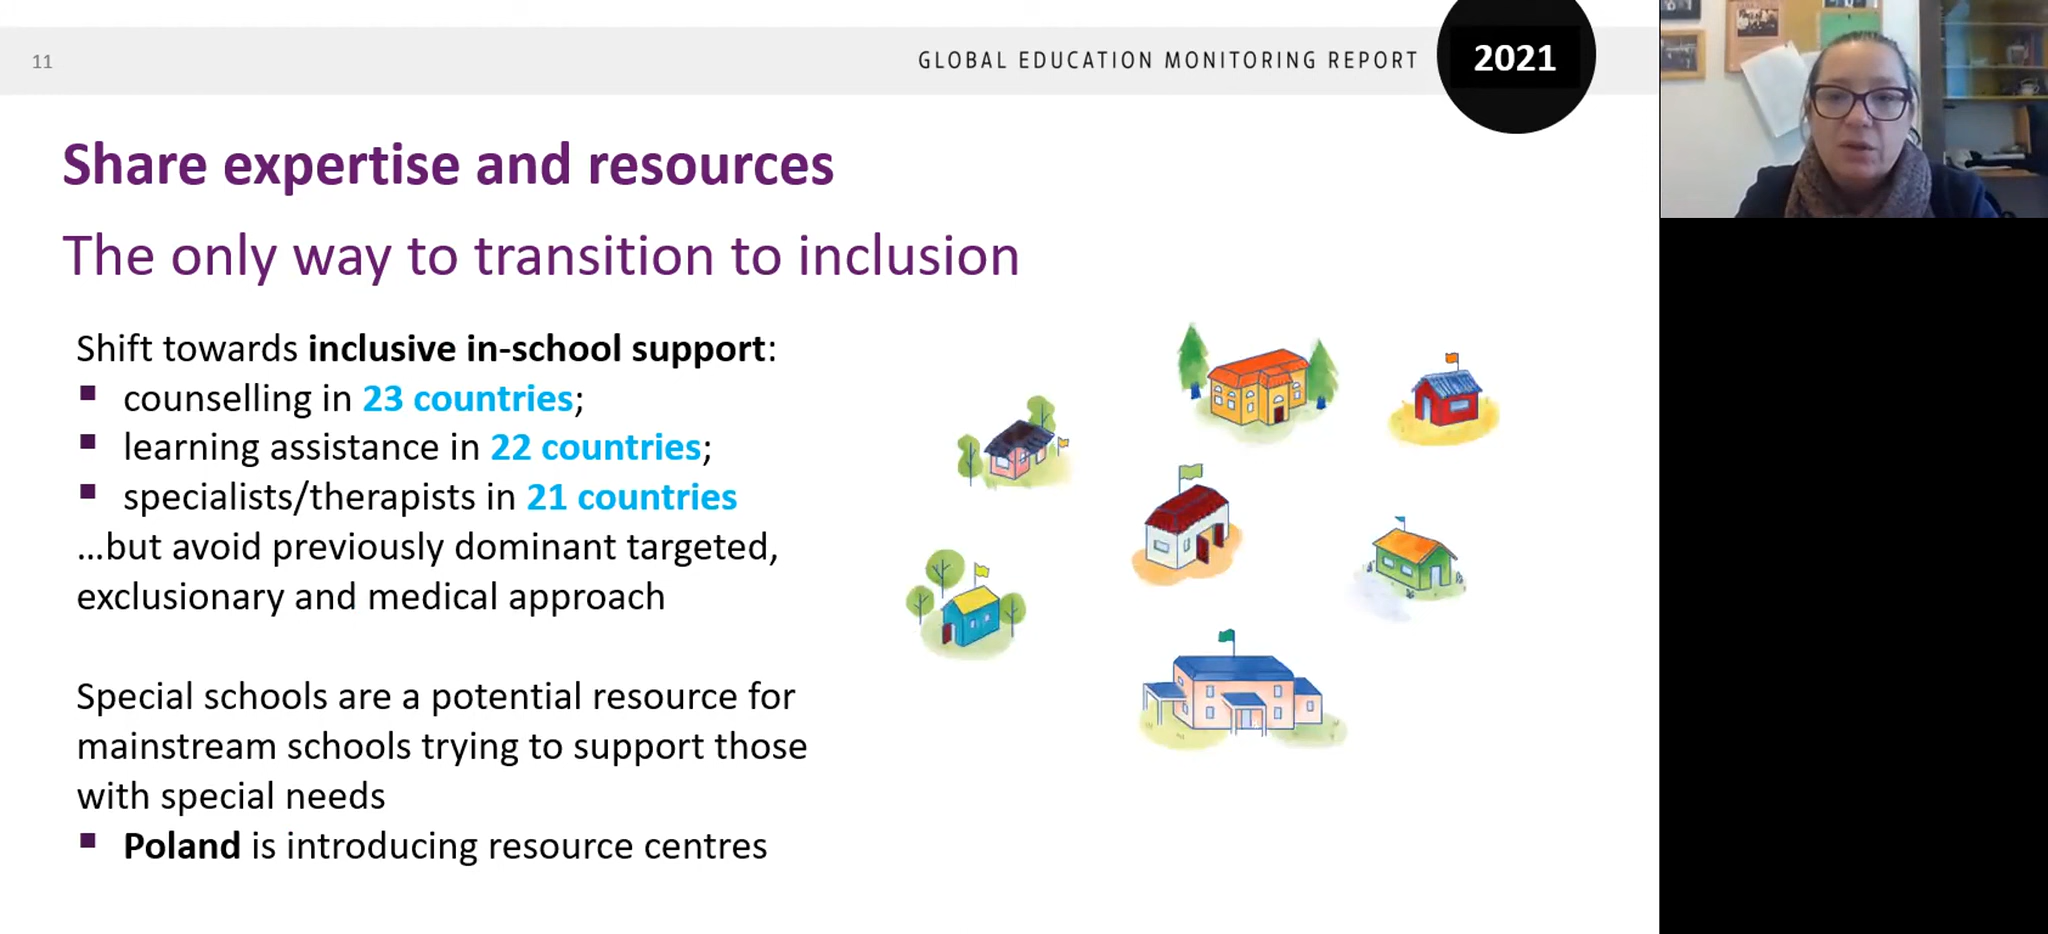 11
GLOBAL EDUCATION MONITORING REPORT
2021
Share expertise and resources
The only way to transition to inclusion
Shift towards inclusive in-school support:
▪ counselling in 23 countries;
▪ learning assistance in 22 countries;
▪ specialists/therapists in 21 countries
...but avoid previously dominant targeted,
exclusionary and medical approach
Special schools are a potential resource for
mainstream schools trying to support those
with special needs
▪ Poland is introducing resource centres